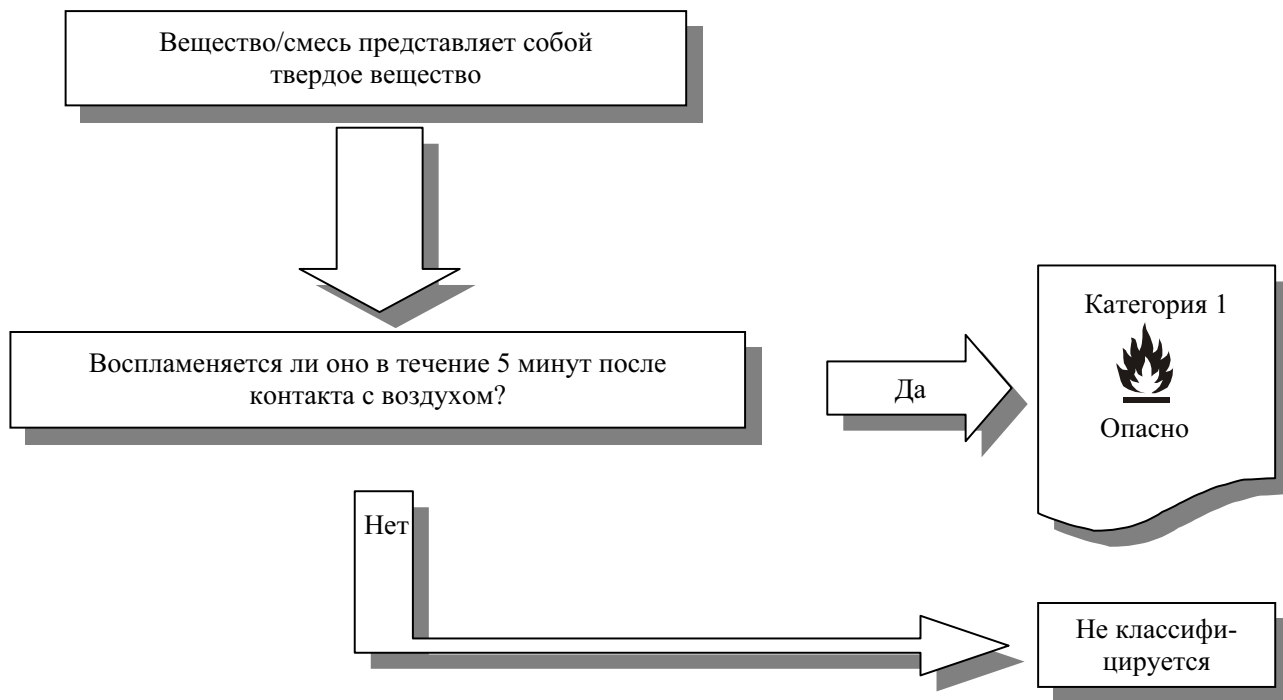 Вещество/смесь представляет собой
твердое вещество
Воспламеняется ли оно в течение 5 минут после
контакта с воздухом?
Да
Категория 1
Опасно
Нет
Не классифи-
цируется